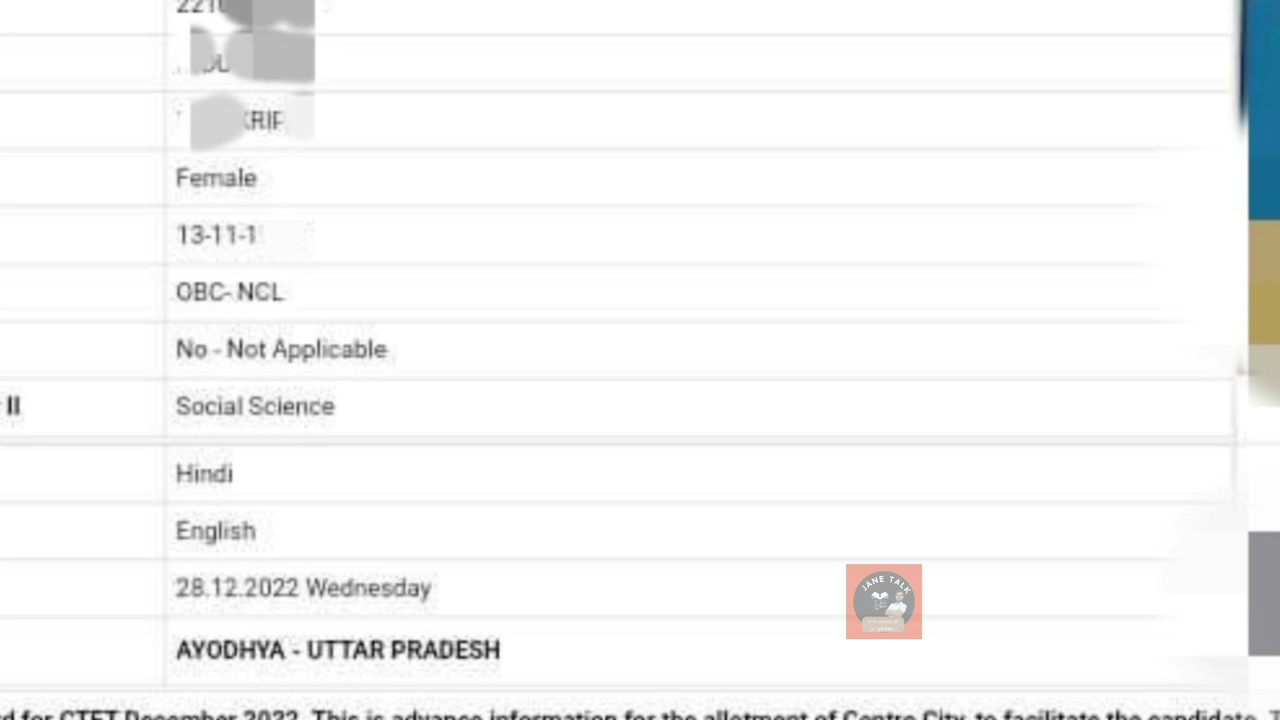 Female
13-11-1
OBC- NCL
No - Not Applicable
II
Social Science
Hindi
English
28.12.2022 Wednesday
JANE TALK
AYODHYA - UTTAR PRADESH
for CTET December 2022. This is advance information for the allotment of Centre City, to facilitate the candidate.